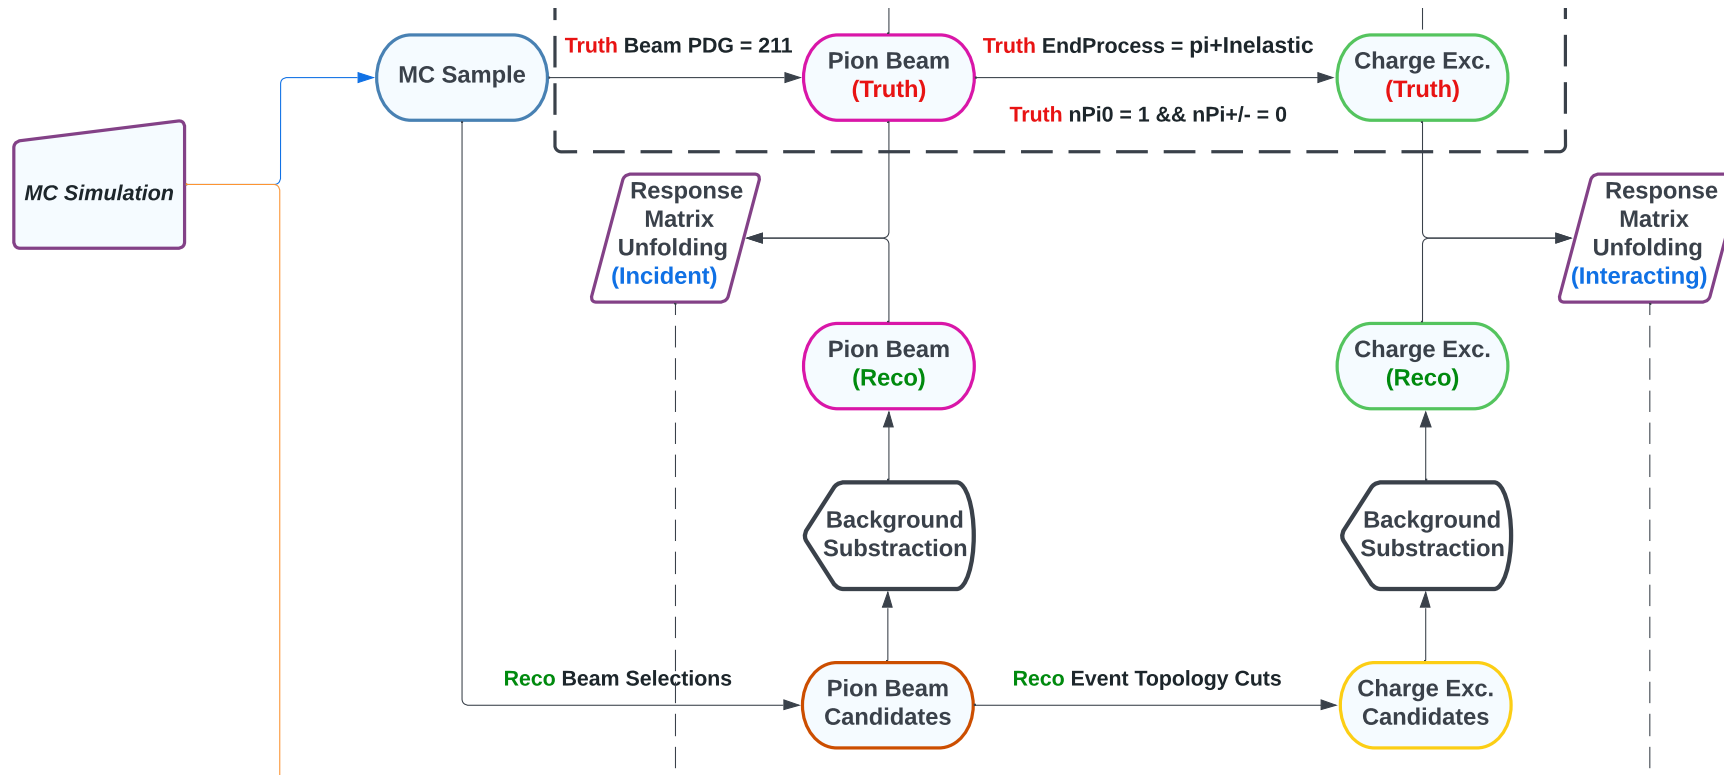 MC Sample
Truth Beam PDG = 211
Pion Beam
(Truth)
Truth EndProcess = pi+Inelastic
Truth nPi0 = 1 && nPi+/- = 0
Charge Exc.
(Truth)
MC Simulation
Response
Matrix
Unfolding
(Incident)
Response
Matrix
Unfolding
(Interacting)
Pion Beam
(Reco)
Charge Exc.
(Reco)
Background
Substraction
Background
Substraction
Reco Beam Selections
Pion Beam
Candidates
Reco Event Topology Cuts
Charge Exc.
Candidates